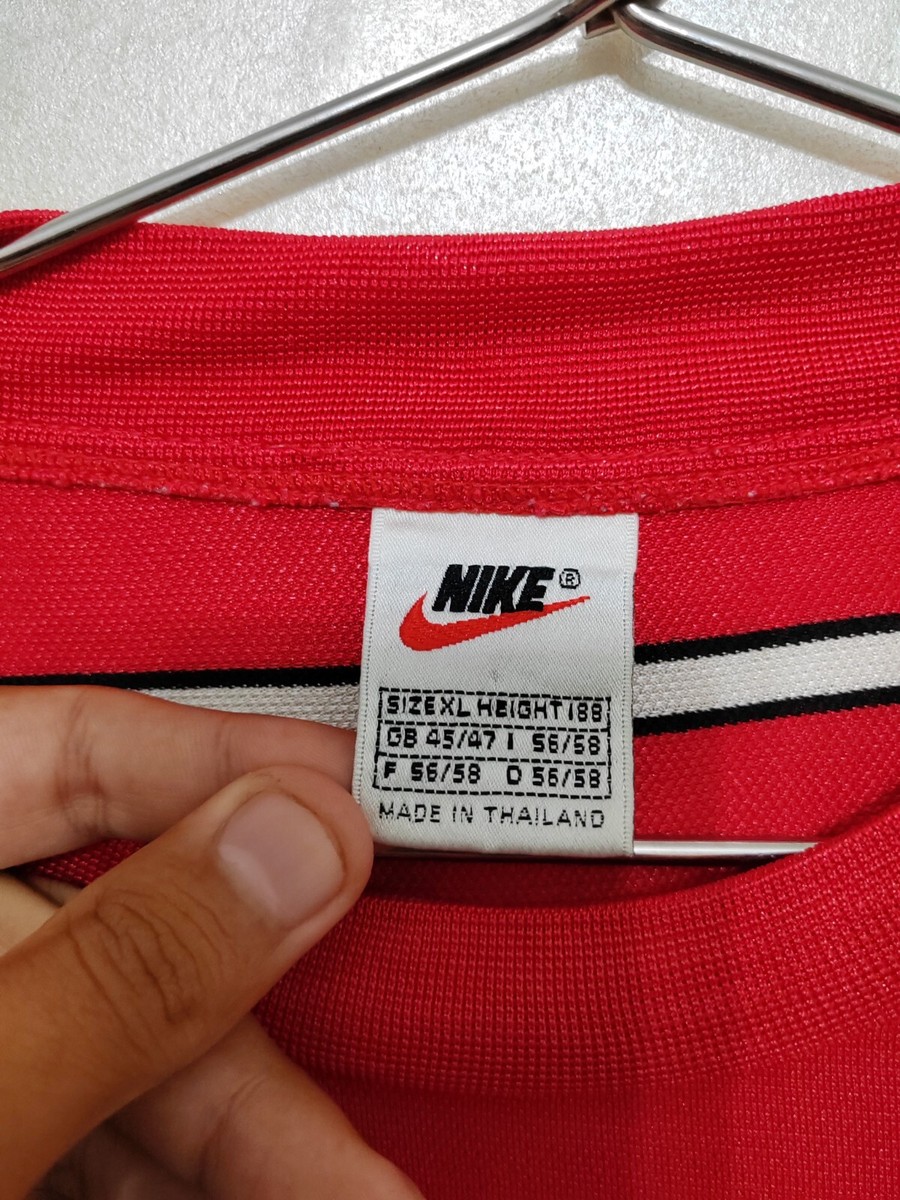 NIKE®
SIZE XL HEIGHT 188
GB 45/47 I 56/58
F 56/58 D 56/58
MADE IN THAILAND